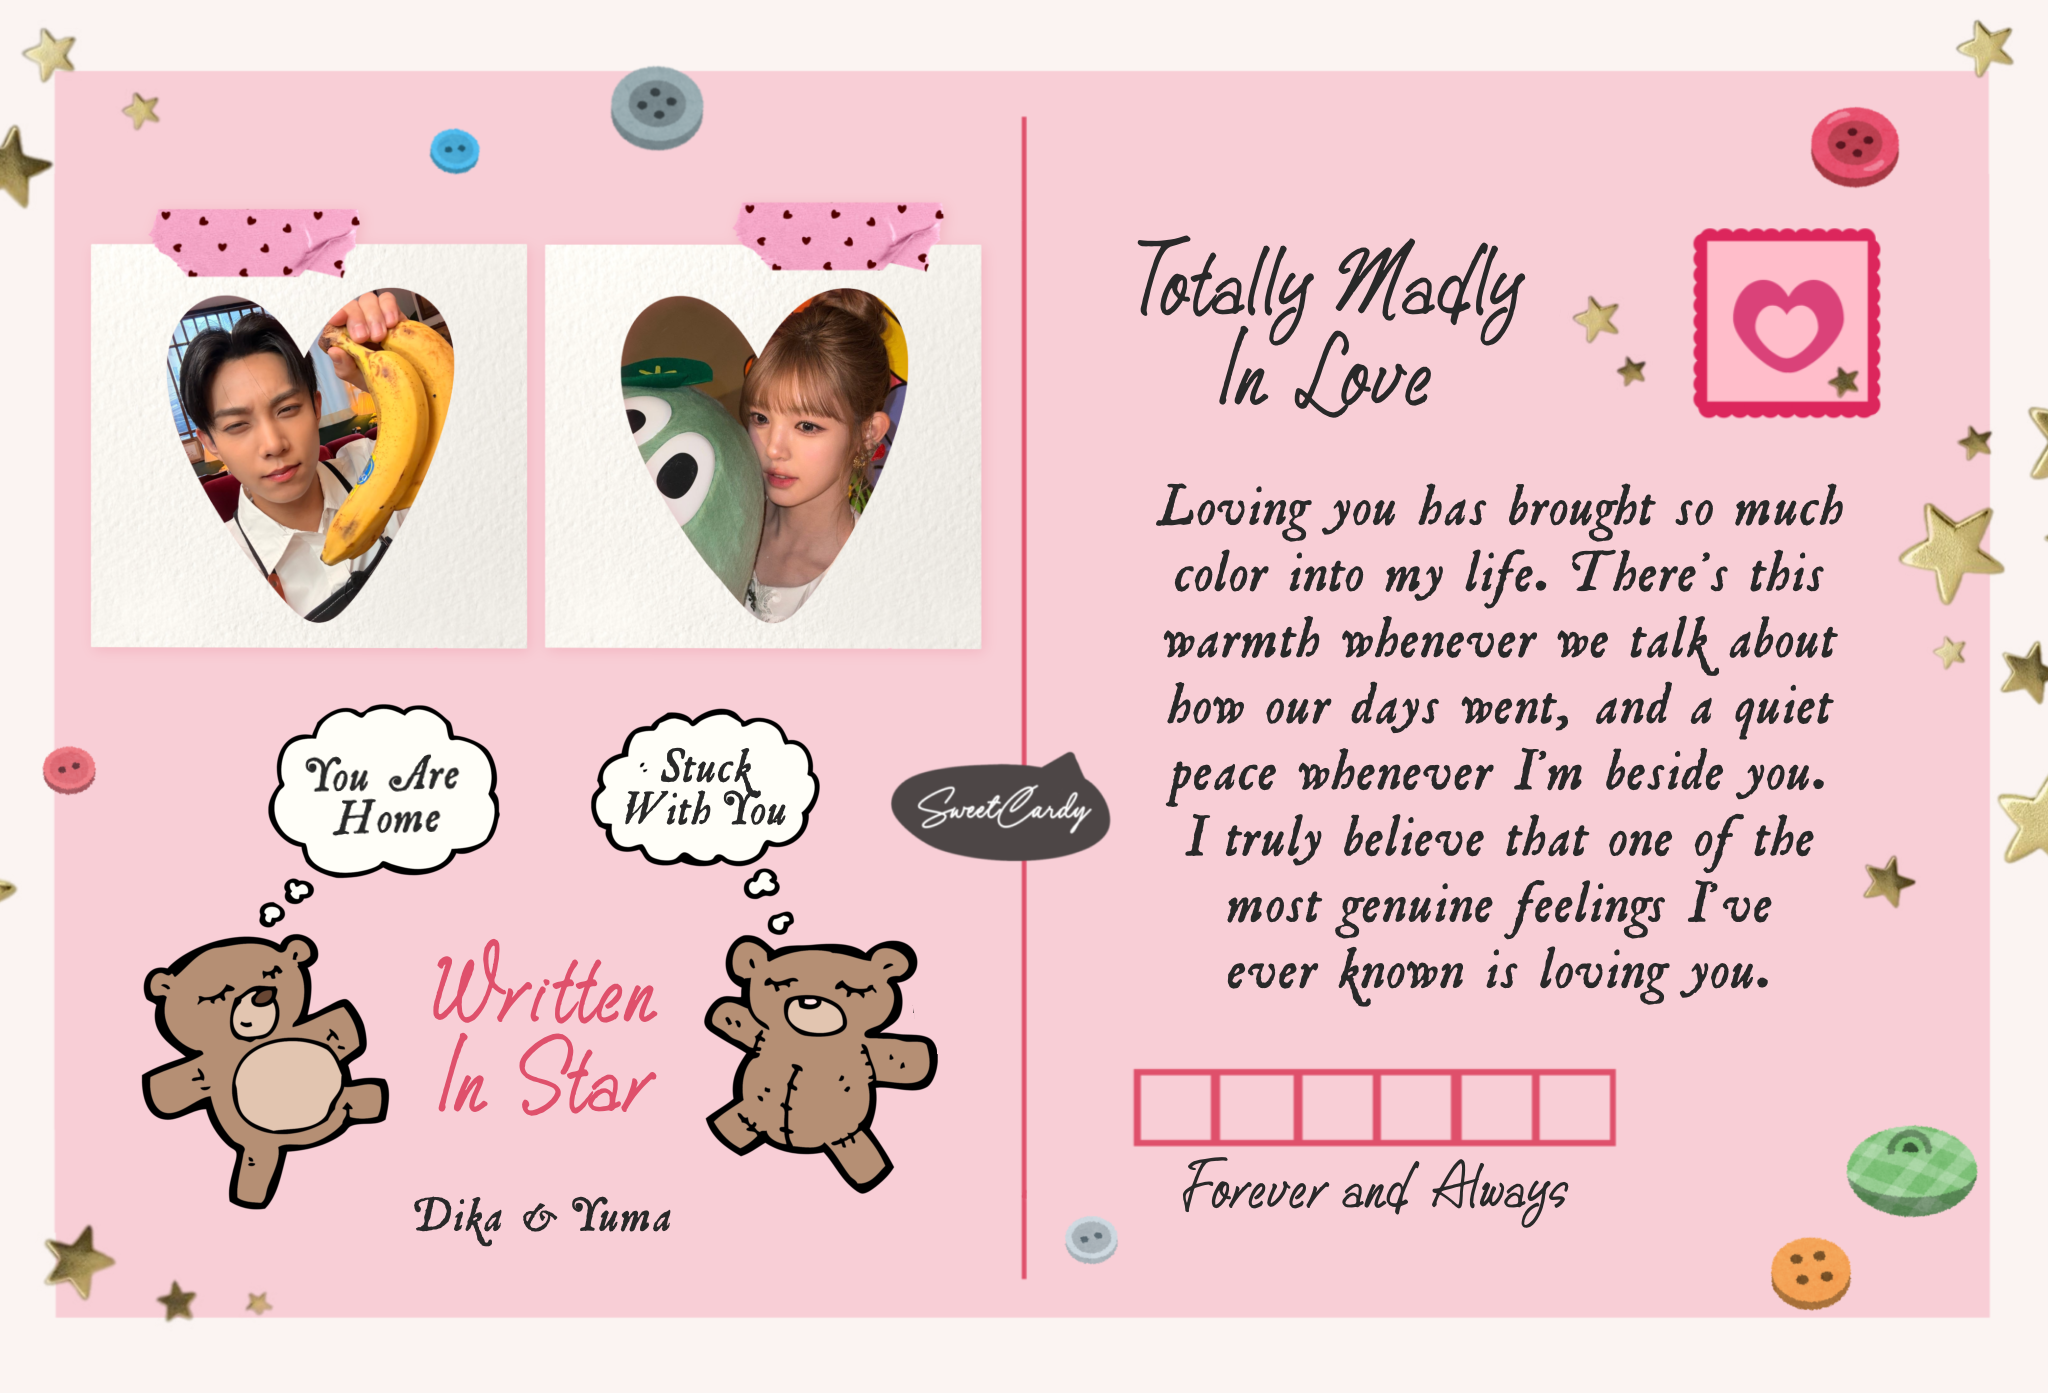 You Are
Home
Stuck
With You
Written
In Star
Dika & Yuma
SweetCardy
Totally Madly
In Love
Loving you has brought so much
color into my life. There's this
warmth whenever we talk about
how our days went, and a quiet
peace whenever I'm beside you.
I truly believe that one of the
most genuine feelings I've
ever known is loving you.
Forever and Always